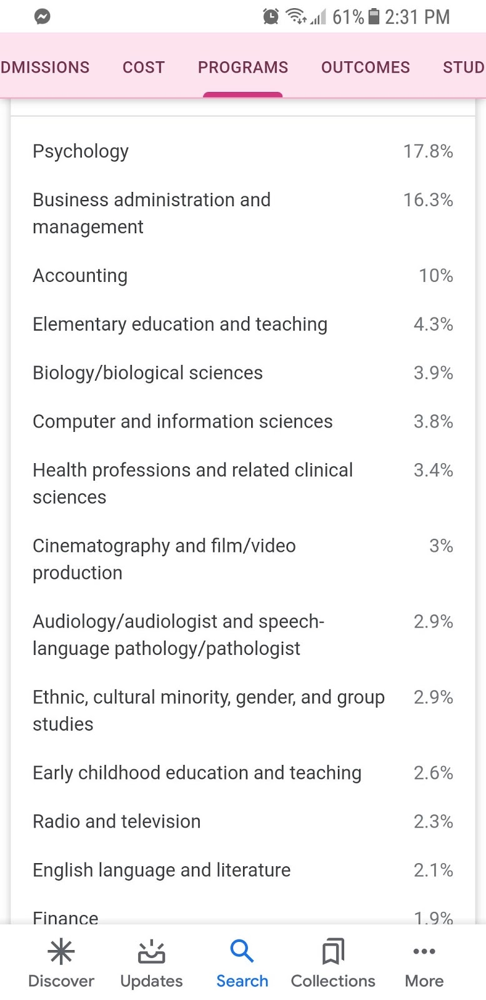 61% 2:31 PM
DMISSIONS COST PROGRAMS OUTCOMES STUD
Psychology 17.8%
Business administration and 16.3%
management
Accounting 10%
Elementary education and teaching 4.3%
Biology/biological sciences 3.9%
Computer and information sciences 3.8%
Health professions and related clinical 3.4%
sciences
Cinematography and film/video 3%
production
Audiology/audiologist and speech- 2.9%
language pathology/pathologist
Ethnic, cultural minority, gender, and group 2.9%
studies
Early childhood education and teaching 2.6%
Radio and television 2.3%
English language and literature 2.1%
Finance 1.9%
Discover Updates Search Collections More